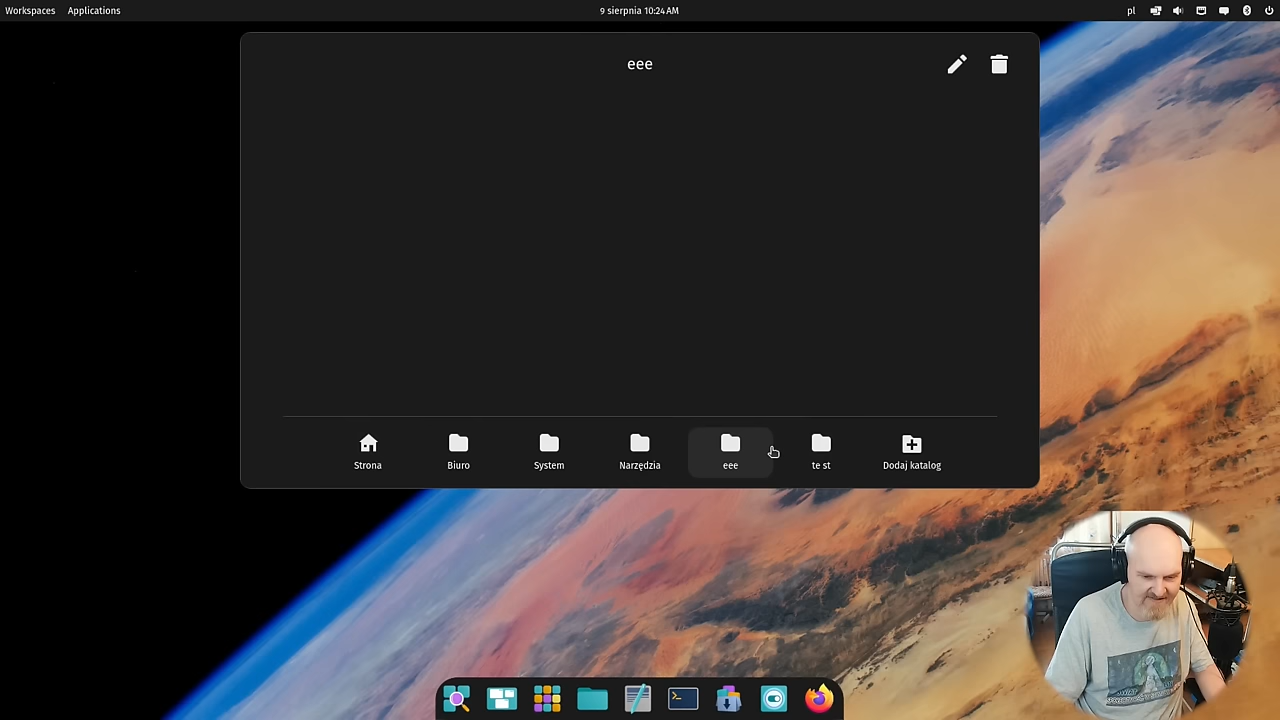 Workspaces Applications 9 sierpnia 10:24 AM pl
eee
Strona Biuro System Narzędzia eee te st Dodaj katalog